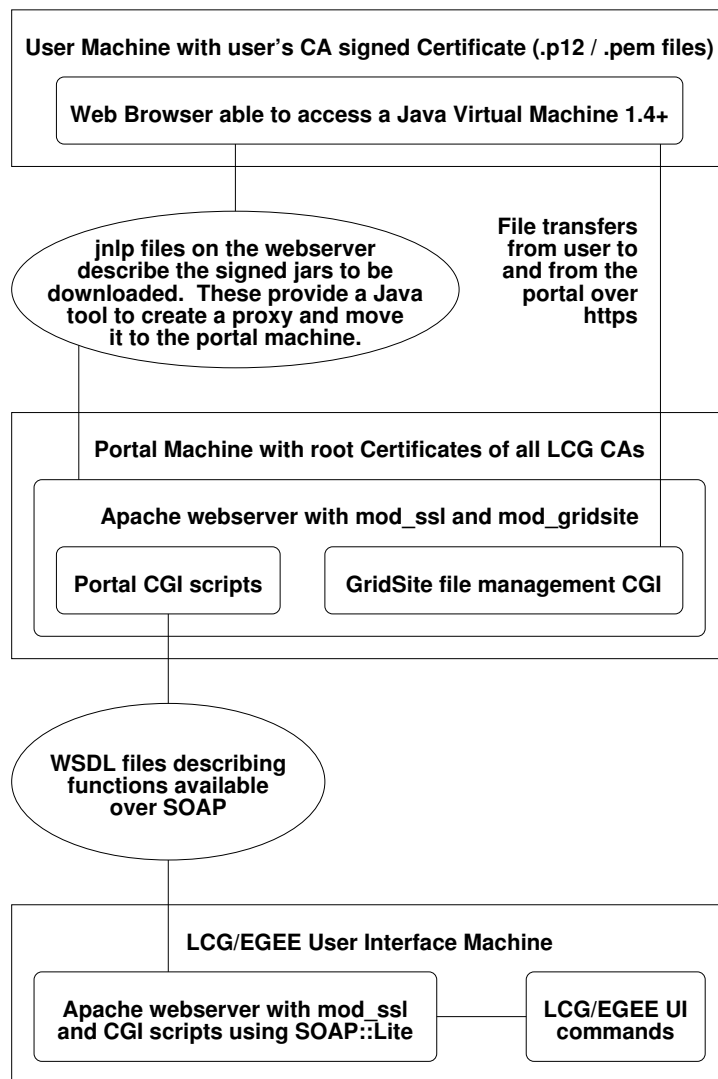 User Machine with user's CA signed Certificate (.p12 / .pem files)
Web Browser able to access a Java Virtual Machine 1.4+
jnlp files on the webserver
describe the signed jars to be
downloaded. These provide a Java
tool to create a proxy and move
it to the portal machine.
File transfers
from user to
and from the
portal over
https
Portal Machine with root Certificates of all LCG CAs
Apache webserver with mod_ssl and mod_gridsite
Portal CGI scripts
GridSite file management CGI
WSDL files describing
functions available
over SOAP
LCG/EGEE User Interface Machine
Apache webserver with mod_ssl
and CGI scripts using SOAP::Lite
LCG/EGEE UI
commands